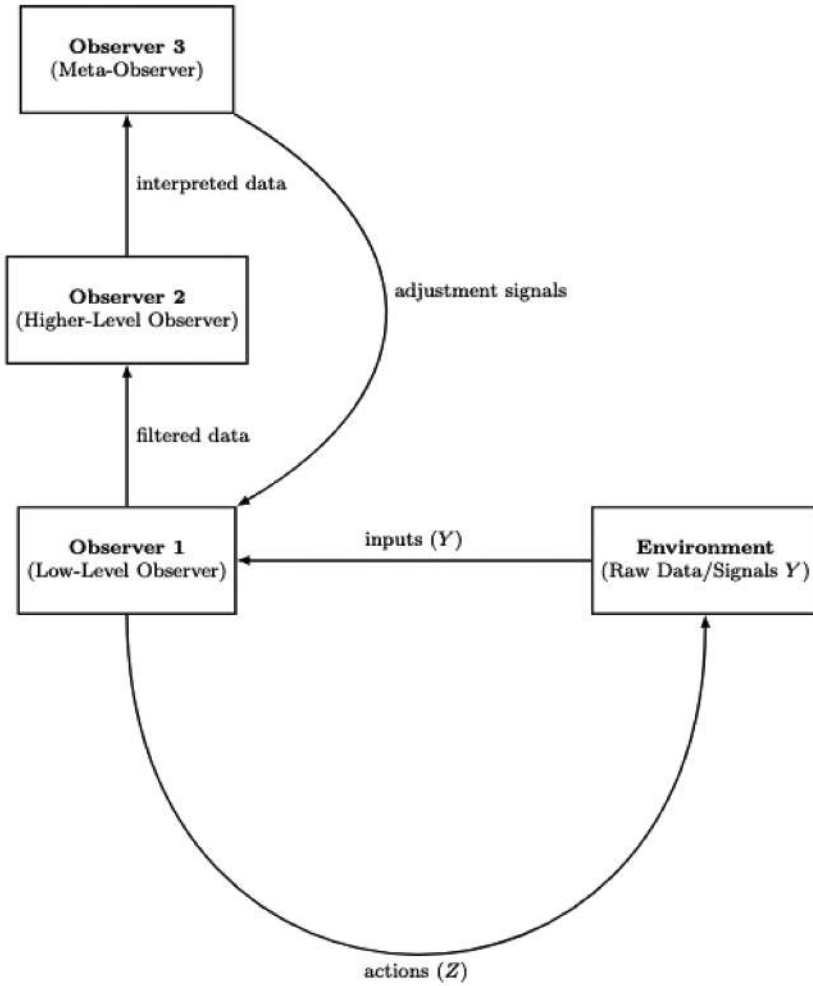 Observer 3
(Meta-Observer)
interpreted data
Observer 2
(Higher-Level Observer)
adjustment signals
filtered data
Observer 1
(Low-Level Observer)
inputs (Y)
Environment
(Raw Data/Signals Y)
actions (Z)